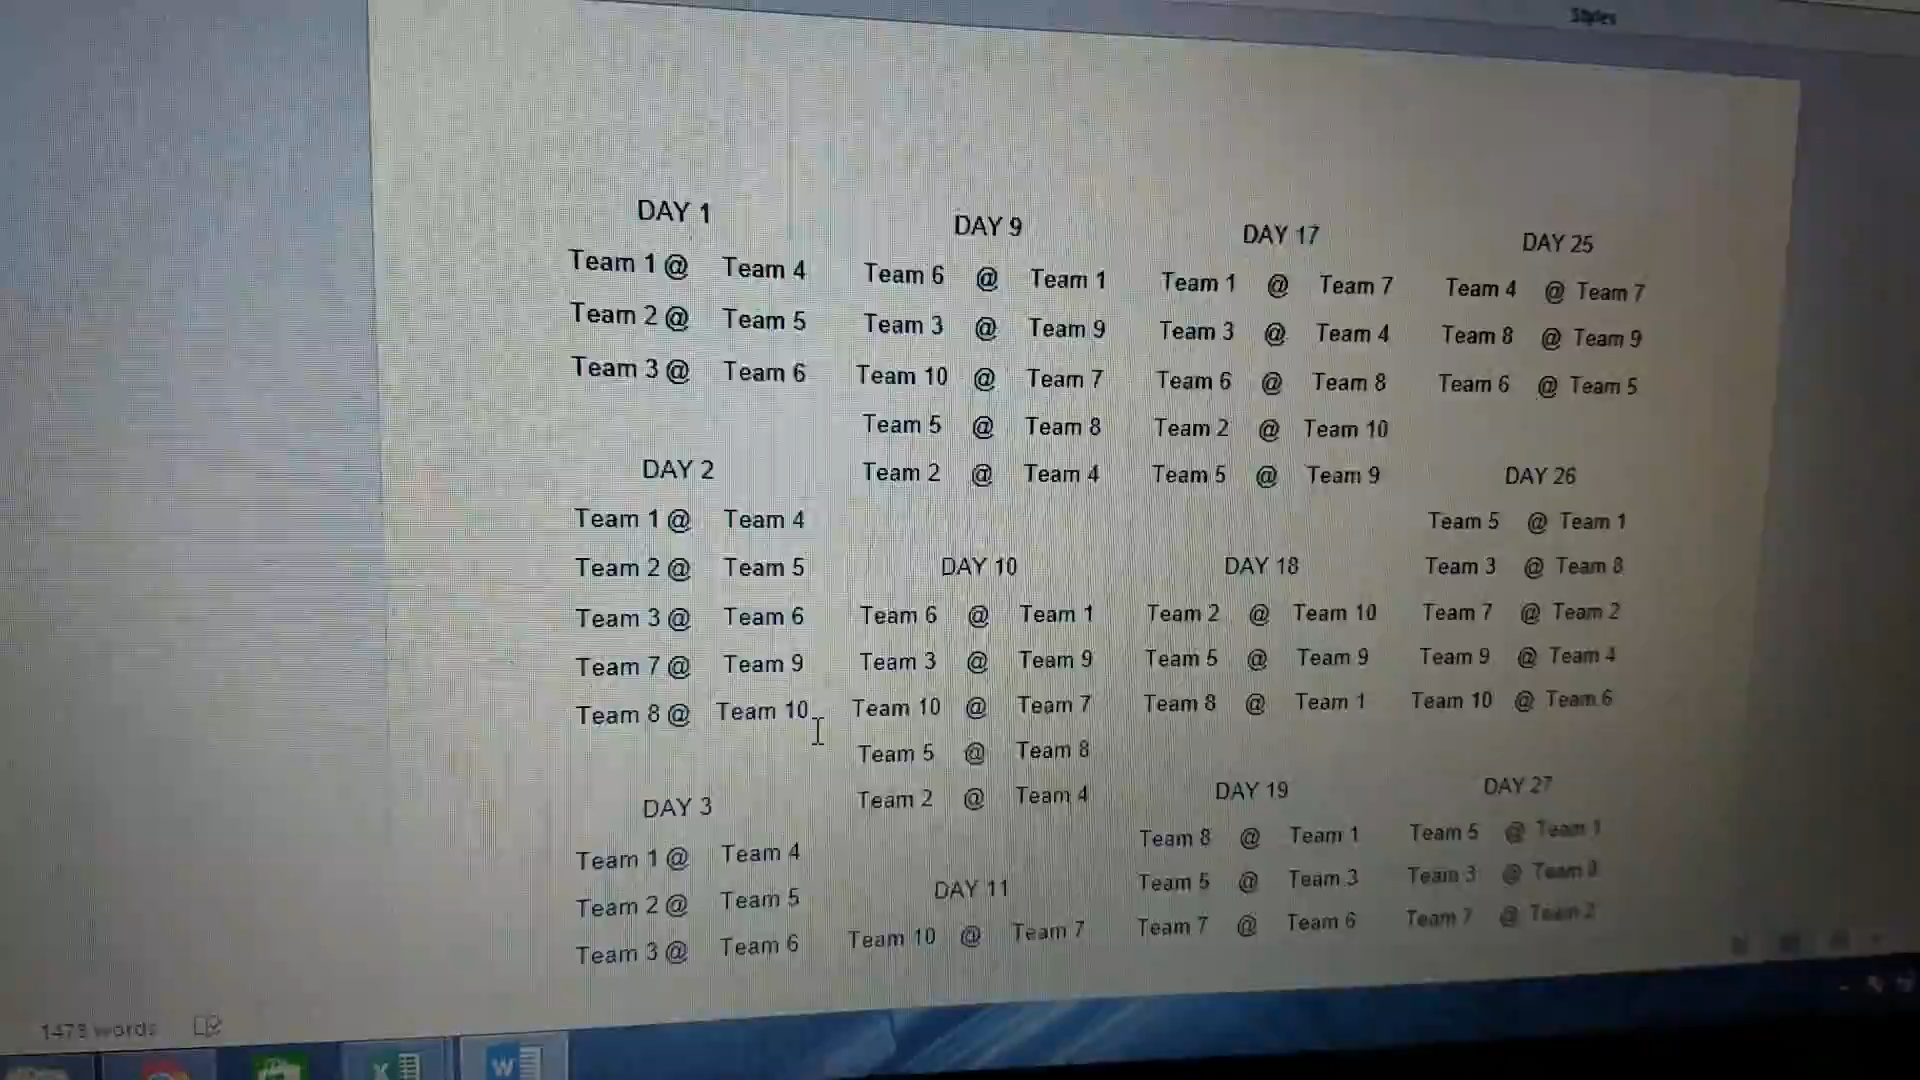 Styles
DAY 1
Team 1 @ Team 4
Team 2 @ Team 5
Team 3 @ Team 6
DAY 2
Team 1 @ Team 4
Team 2 @ Team 5
Team 3 @ Team 6
Team 7 @ Team 9
Team 8 @ Team 10
DAY 3
Team 1 @ Team 4
Team 2 @ Team 5
Team 3 @ Team 6
DAY 9
Team 6 @ Team 1
Team 3 @ Team 9
Team 10 @ Team 7
Team 5 @ Team 8
Team 2 @ Team 4
DAY 10
Team 6 @ Team 1
Team 3 @ Team 9
Team 10 @ Team 7
Team 5 @ Team 8
Team 2 @ Team 4
DAY 11
Team 10 @ Team 7
DAY 17
Team 1 @ Team 7
Team 3 @ Team 4
Team 6 @ Team 8
Team 2 @ Team 10
Team 5 @ Team 9
DAY 18
Team 2 @ Team 10
Team 5 @ Team 9
Team 8 @ Team 1
DAY 19
Team 8 @ Team 1
Team 5 @ Team 3
Team 7 @ Team 6
DAY 25
Team 4 @ Team 7
Team 8 @ Team 9
Team 6 @ Team 5
DAY 26
Team 5 @ Team 1
Team 3 @ Team 8
Team 7 @ Team 2
Team 9 @ Team 4
Team 10 @ Team 6
DAY 27
Team 5 @ Team 1
Team 3 @ Team
Team 7 @ Team 2
1473 words